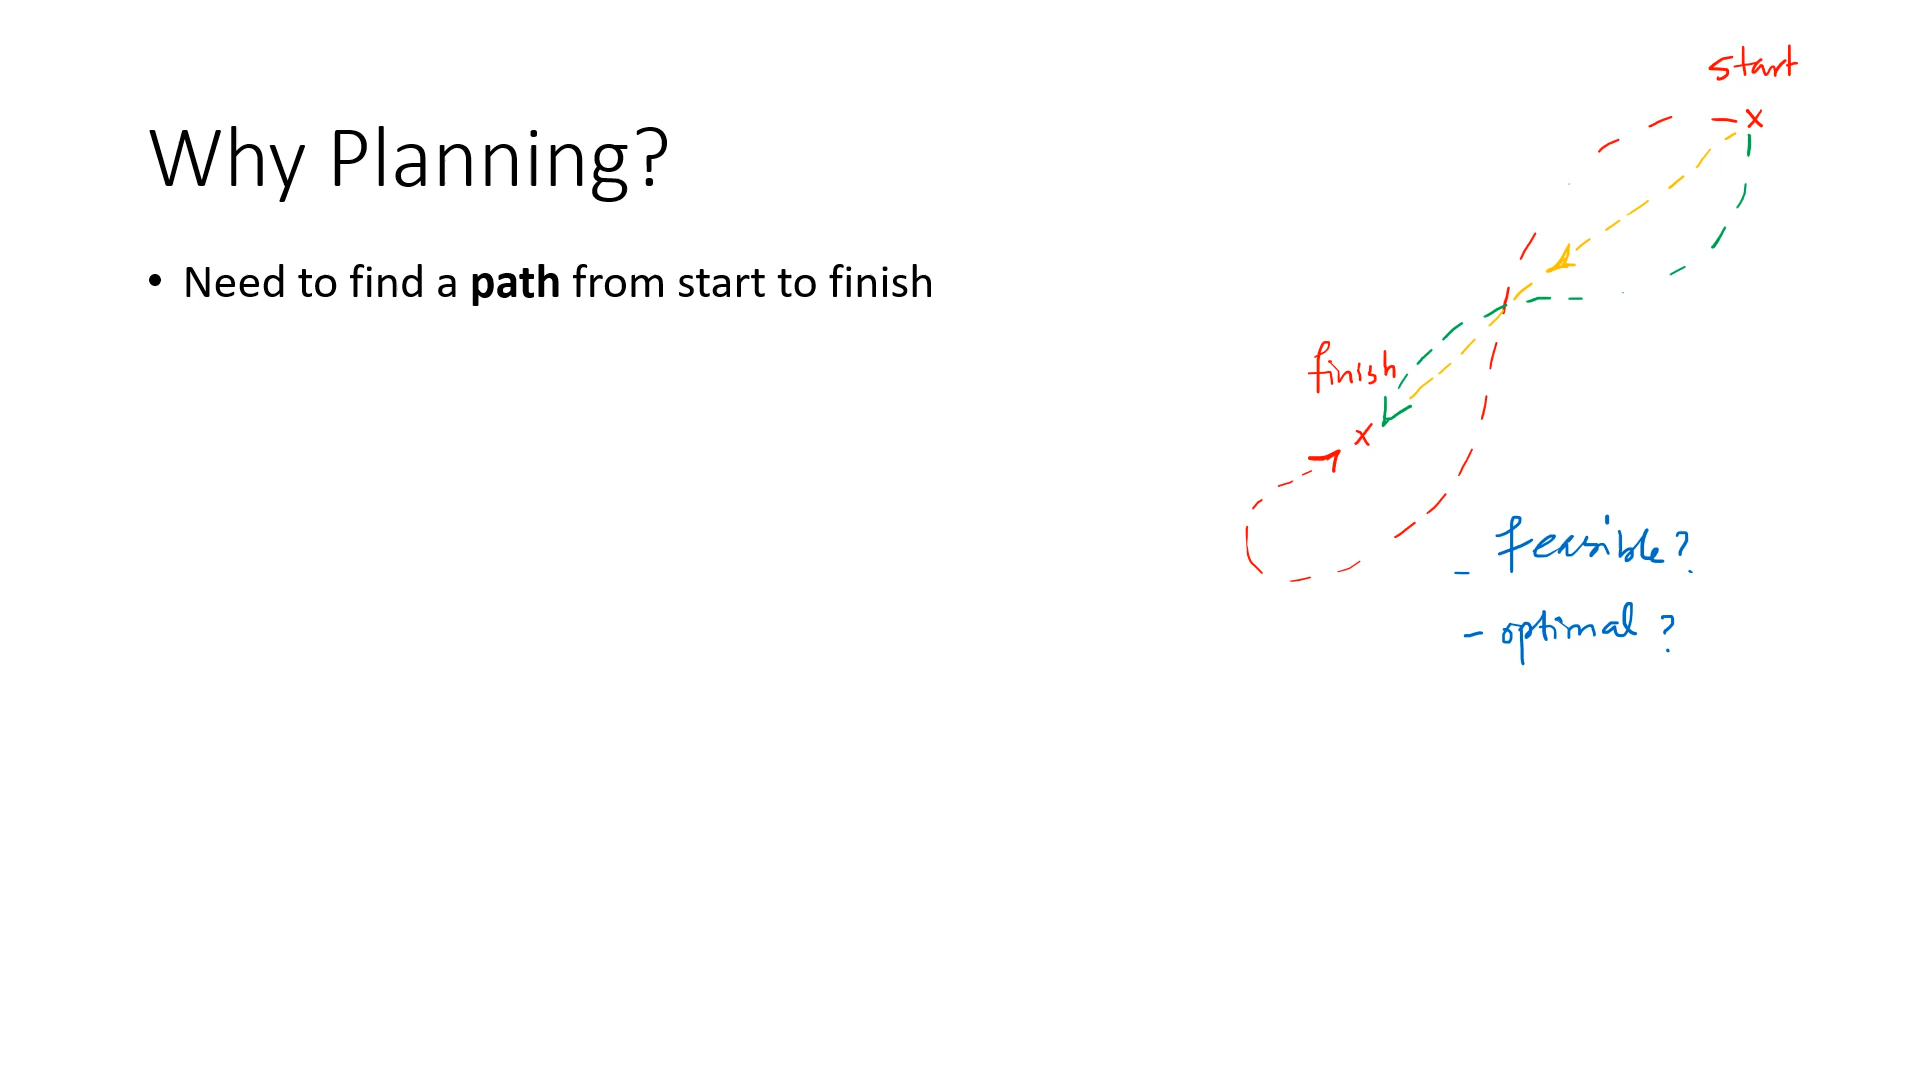 Why Planning?
• Need to find a path from start to finish
start
x
finish
x
- feasible?
- optimal?